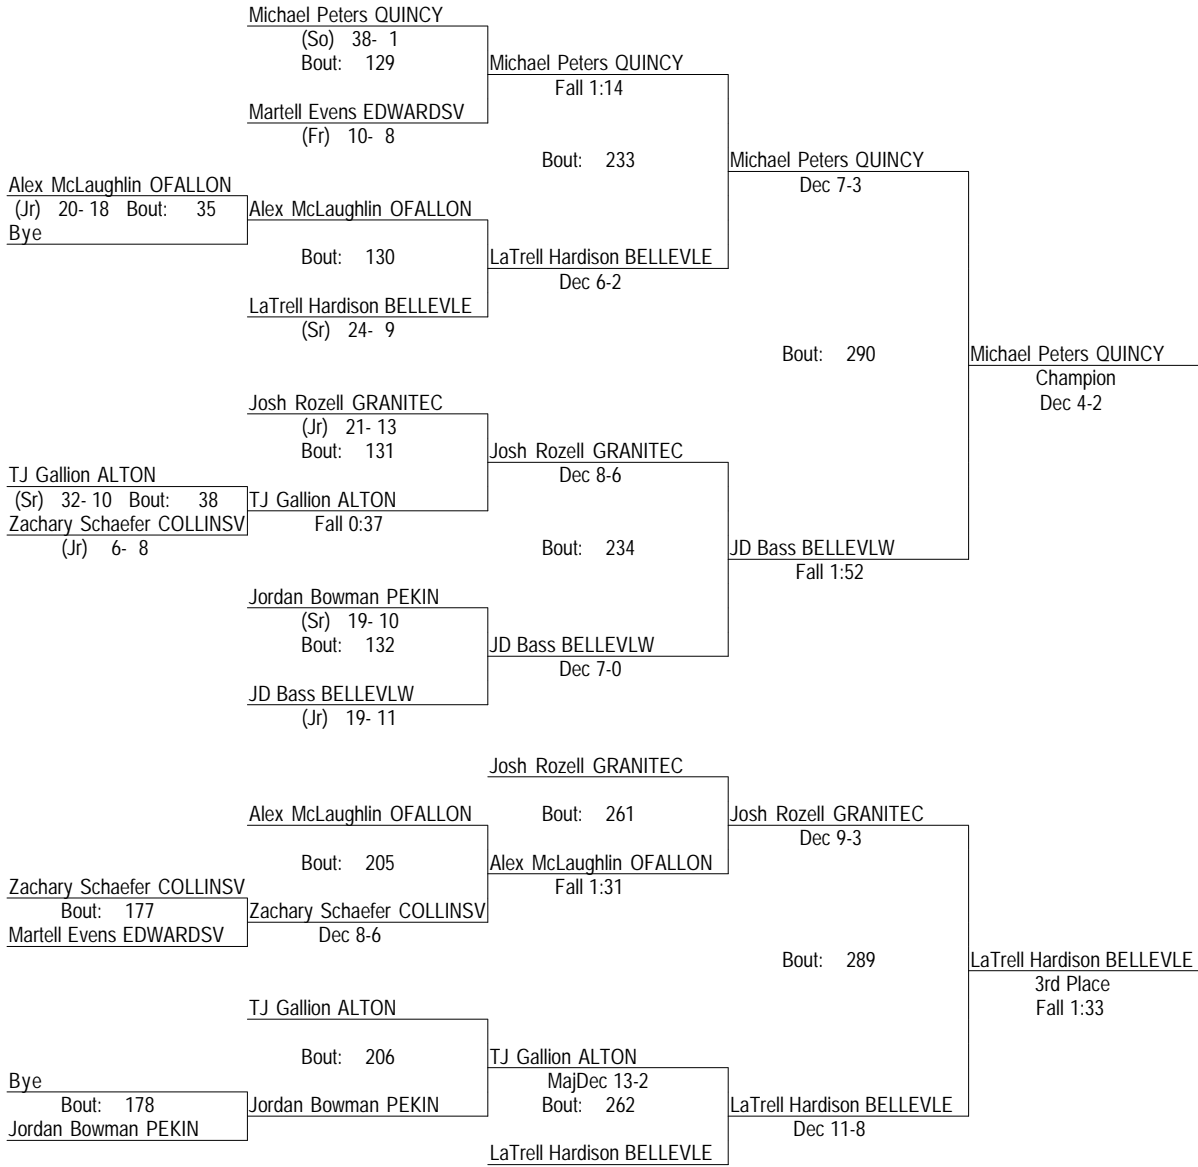 Michael Peters QUINCY
(So) 38- 1
Bout: 129
Michael Peters QUINCY
Fall 1:14
Martell Evens EDWARDSV
(Fr) 10- 8
Bout: 233
Michael Peters QUINCY
Dec 7-3
Alex McLaughlin OFALLON
(Jr) 20- 18 Bout: 35
Bye
Alex McLaughlin OFALLON
Bout: 130
LaTrell Hardison BELLEVLE
Dec 6-2
LaTrell Hardison BELLEVLE
(Sr) 24- 9
Bout: 290
Michael Peters QUINCY
Champion
Dec 4-2
Josh Rozell GRANITEC
(Jr) 21- 13
Bout: 131
Josh Rozell GRANITEC
Dec 8-6
TJ Gallion ALTON
(Sr) 32- 10 Bout: 38
Zachary Schaefer COLLINSV
(Jr) 6- 8
TJ Gallion ALTON
Fall 0:37
Bout: 234
JD Bass BELLEVLW
Fall 1:52
Jordan Bowman PEKIN
(Sr) 19- 10
Bout: 132
JD Bass BELLEVLW
Dec 7-0
JD Bass BELLEVLW
(Jr) 19- 11
Josh Rozell GRANITEC
Bout: 261
Josh Rozell GRANITEC
Dec 9-3
Alex McLaughlin OFALLON
Bout: 205
Alex McLaughlin OFALLON
Fall 1:31
Zachary Schaefer COLLINSV
Bout: 177
Martell Evens EDWARDSV
Zachary Schaefer COLLINSV
Dec 8-6
Bout: 289
LaTrell Hardison BELLEVLE
3rd Place
Fall 1:33
TJ Gallion ALTON
Bout: 206
TJ Gallion ALTON
MajDec 13-2
Bout: 262
Bye
Bout: 178
Jordan Bowman PEKIN
Jordan Bowman PEKIN
LaTrell Hardison BELLEVLE
Dec 11-8
LaTrell Hardison BELLEVLE